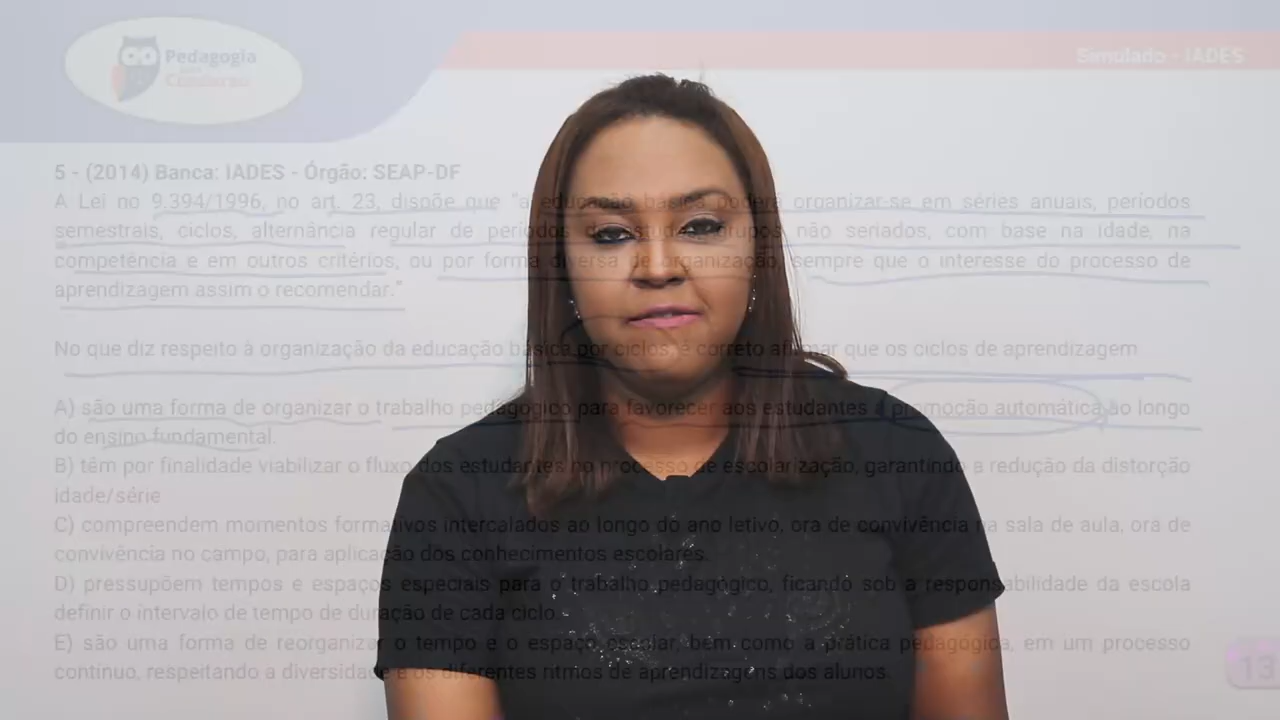 Pedagogia
para
Concurso
Simulado - IADES
5 - (2014) Banca: IADES - Órgão: SEAP-DF
A Lei no 9.394/1996, no art. 23, dispõe que "a educação básica poderá organizar-se em séries anuais, períodos
semestrais, ciclos, alternância regular de períodos de estudos, grupos não seriados, com base na idade, na
competência e em outros critérios, ou por forma diversa de organização, sempre que o interesse do processo de
aprendizagem assim o recomendar."
No que diz respeito à organização da educação básica por ciclos, é correto afirmar que os ciclos de aprendizagem
A) são uma forma de organizar o trabalho pedagógico para favorecer aos estudantes a promoção automática ao longo
do ensino fundamental.
B) têm por finalidade viabilizar o fluxo dos estudantes no processo de escolarização, garantindo a redução da distorção
idade/série
C) compreendem momentos formativos intercalados ao longo do ano letivo, ora de convivência na sala de aula, ora de
convivência no campo, para aplicação dos conhecimentos escolares.
D) pressupõem tempos e espaços especiais para o trabalho pedagógico, ficando sob a responsabilidade da escola
definir o intervalo de tempo de duração de cada ciclo.
E) são uma forma de reorganizar o tempo e o espaço escolar, bem como a prática pedagógica, em um processo
contínuo, respeitando a diversidade e os diferentes ritmos de aprendizagens dos alunos.
13